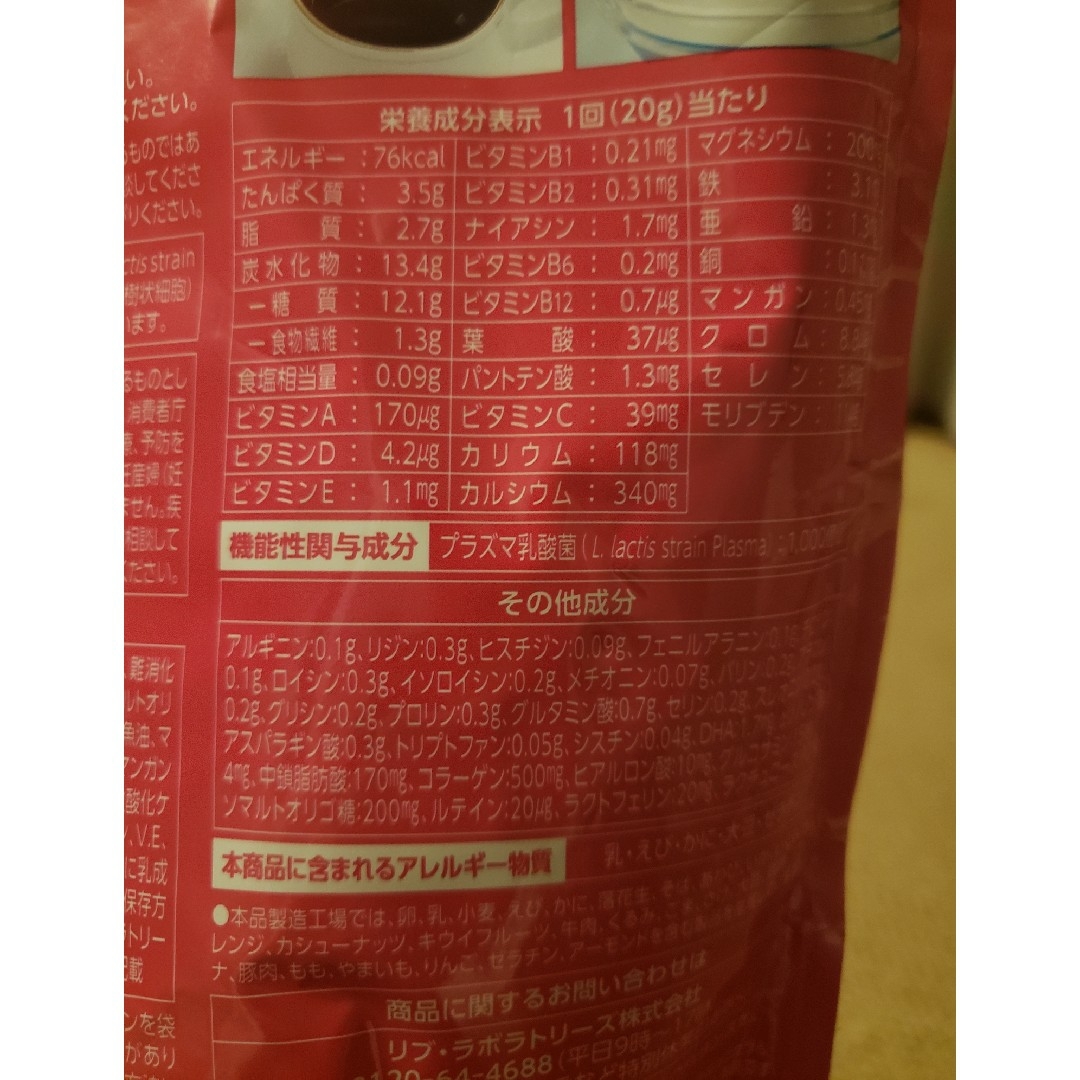 い。
ください。
ものではあ
してくださ
りください。
ctis strain
樹状細胞)
います。
るものとし
消費者庁
、予防を
妊産婦(妊
ません。疾
相談して
ください。
栄養成分表示 1回(20g)当たり
エネルギー:76kcal ビタミンB1:0.21mg マグネシウム:
たんぱく質:3.5g ビタミンB2:0.31mg 鉄:
脂質:2.7g ナイアシン:1.7mg 亜鉛:
炭水化物:13.4g ビタミンB6:0.2mg 銅:
ー糖質:12.1g ビタミンB12:0.7μg マンガン:
ー食物繊維:1.3g 葉酸:37μg クロム:
食塩相当量:0.09g パントテン酸:1.3mg セレン:
ビタミンA:170μg ビタミンC:39mg モリブデン:
ビタミンD:4.2μg カリウム:118mg
ビタミンE:1.1mg カルシウム:340mg
機能性関与成分 プラズマ乳酸菌(L. lactis strain Plasma)
その他成分
アルギニン:0.1g、リジン:0.3g、ヒスチジン:0.09g、フェニルアラニン:
0.1g、ロイシン:0.3g、イソロイシン:0.2g、メチオニン:0.07g、バリン:
0.2g、グリシン:0.2g、プロリン:0.3g、グルタミン酸:0.7g、セリン:0.2g、
アスパラギン酸:0.3g、トリプトファン:0.05g、シスチン:0.04g、DHA:
4mg、中鎖脂肪酸:170mg、コラーゲン:500mg、ヒアルロン酸:10mg、
ソマルトオリゴ糖:200mg、ルテイン:20μg、ラクトフェリン:20mg、
本商品に含まれるアレルギー物質 乳・えび・かに・
●本品製造工場では、卵、乳、小麦、えび、かに、落花生、そば、
レンジ、カシューナッツ、キウイフルーツ、牛肉、くるみ、
ナ、豚肉、もも、やまいも、りんご、ゼラチン、アーモンドを
商品に関するお問い合わせは
リブ・ラボラトリーズ株式会社
0120-64-4688(平日9時
難消化
ルトオリ
魚油、マ
マンガン
酸化ケ
、V.E、
に乳成
保存方
トリー
記載
ンを袋
があり